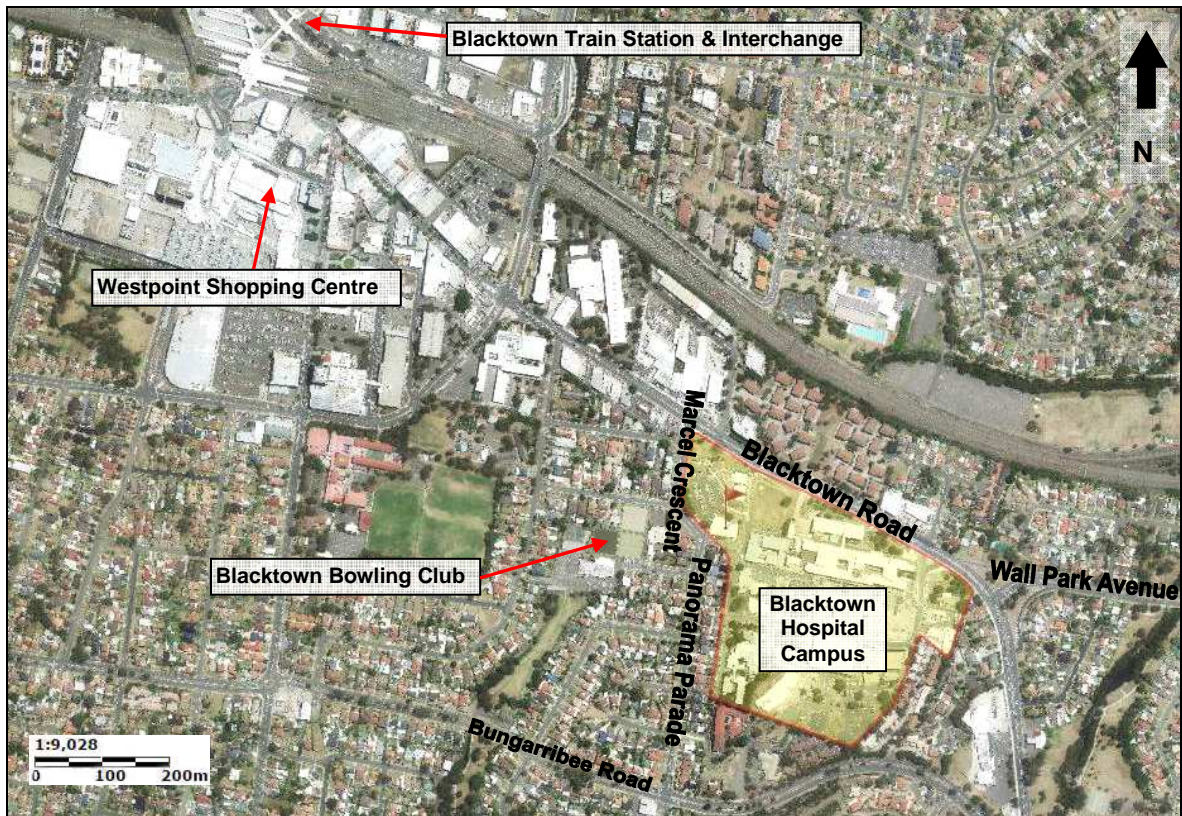 Blacktown Train Station & Interchange
N
Westpoint Shopping Centre
Marcel Crescent
Blacktown Road
Blacktown Bowling Club
Panorama Parade
Wall Park Avenue
Blacktown
Hospital
Campus
Bungarribee Road
1:9,028
0 100 200m